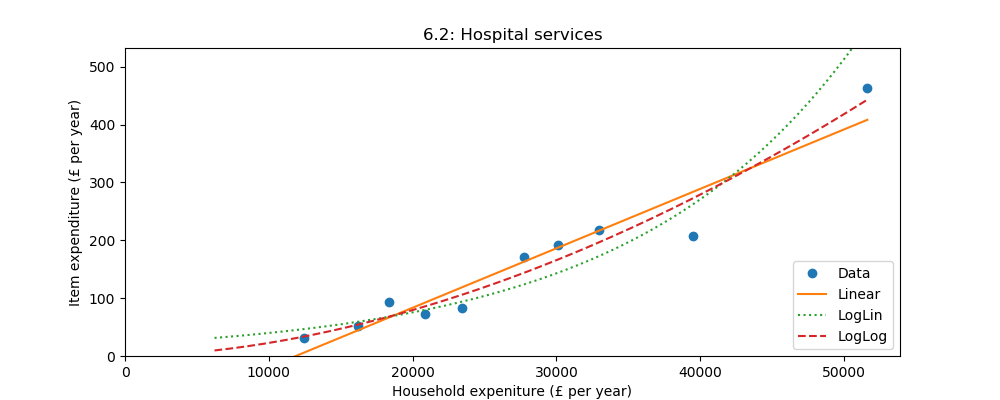 6.2: Hospital services
Item expenditure (£ per year)
500
400
300
200
100
0
0 10000 20000 30000 40000 50000
Household expeniture (£ per year)
Data
Linear
LogLin
LogLog